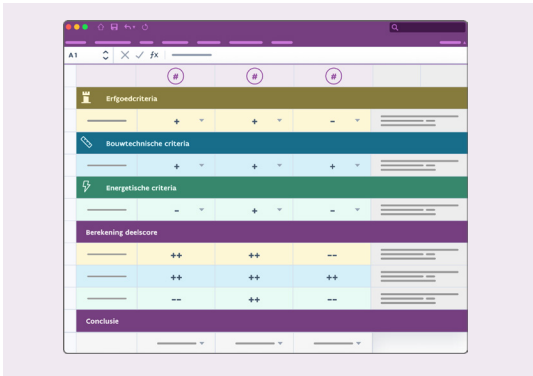 A1 fx
# # #
Erfgoedcriteria
+ + -
Bouwtechnische criteria
+ + +
Energetische criteria
- + -
Berekening deelscore
++ ++ --
++ ++ ++
-- ++ --
Conclusie